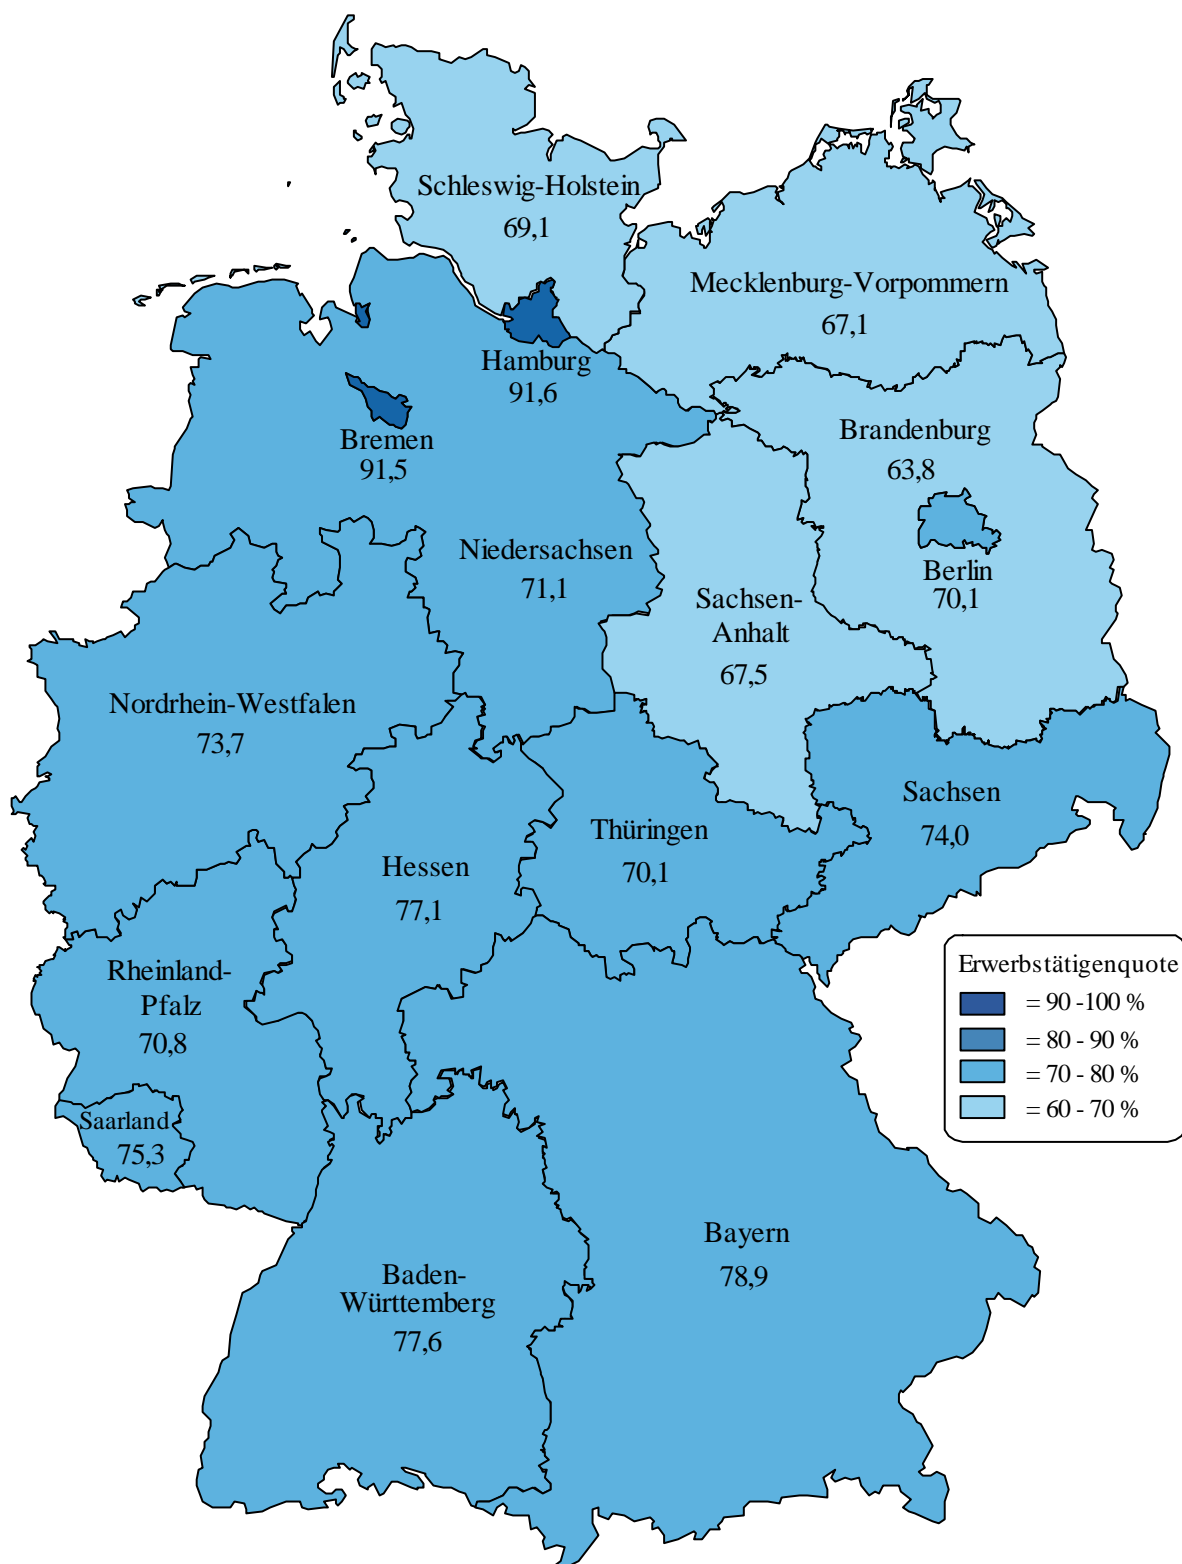 Schleswig-Holstein
69,1
Mecklenburg-Vorpommern
67,1
Hamburg
91,6
Bremen
91,5
Brandenburg
63,8
Niedersachsen
71,1
Berlin
70,1
Sachsen-
Anhalt
67,5
Nordrhein-Westfalen
73,7
Sachsen
74,0
Thüringen
70,1
Hessen
77,1
Rheinland-
Pfalz
70,8
Saarland
75,3
Bayern
78,9
Baden-
Württemberg
77,6
Erwerbstätigenquote
= 90 -100 %
= 80 - 90 %
= 70 - 80 %
= 60 - 70 %